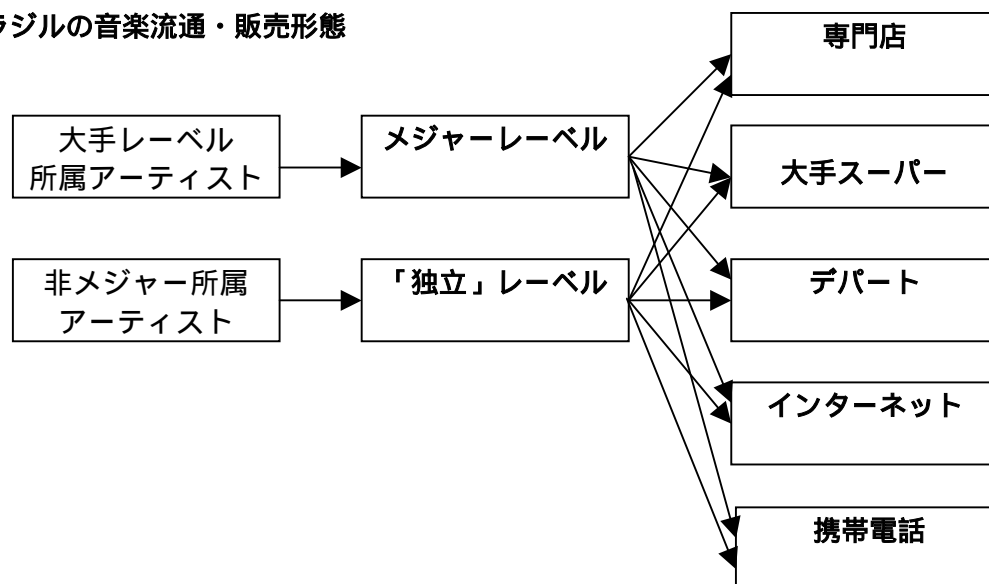 ラジルの音楽流通・販売形態
専門店
大手レーベル
所属アーティスト
メジャーレーベル
大手スーパー
非メジャー所属
アーティスト
「独立」レーベル
デパート
インターネット
携帯電話